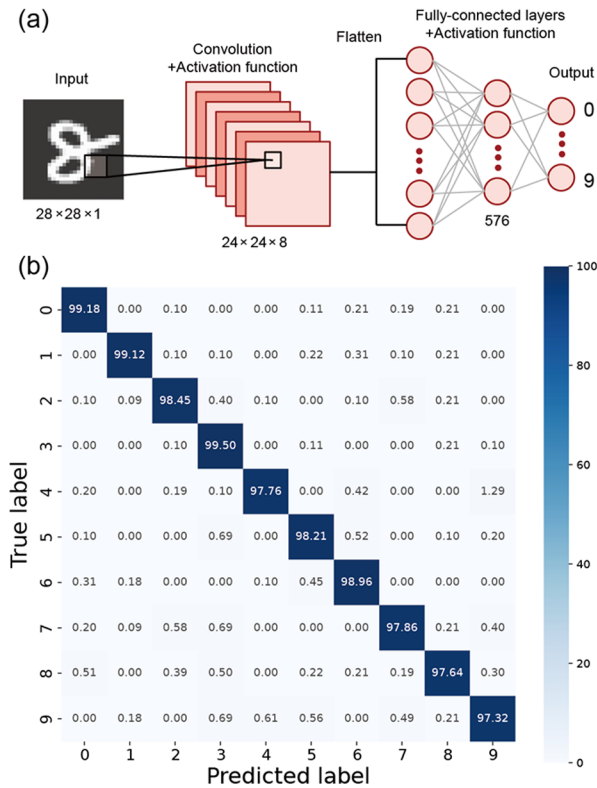 (a)
Input
Convolution
+Activation function
Flatten
Fully-connected layers
+Activation function
Output
0
9
28×28×1
24×24×8
576
(b)
True label
0 99.18 0.00 0.10 0.00 0.00 0.11 0.21 0.19 0.21 0.00
1 0.00 99.12 0.10 0.10 0.00 0.22 0.31 0.10 0.21 0.00
2 0.10 0.09 98.45 0.40 0.10 0.00 0.10 0.58 0.21 0.00
3 0.00 0.00 0.10 99.50 0.00 0.11 0.00 0.00 0.21 0.10
4 0.20 0.00 0.19 0.10 97.76 0.00 0.42 0.00 0.00 1.29
5 0.10 0.00 0.00 0.69 0.00 98.21 0.52 0.00 0.10 0.20
6 0.31 0.18 0.00 0.00 0.10 0.45 98.96 0.00 0.00 0.00
7 0.20 0.09 0.58 0.69 0.00 0.00 0.00 97.86 0.21 0.40
8 0.51 0.00 0.39 0.50 0.00 0.22 0.21 0.19 97.64 0.30
9 0.00 0.18 0.00 0.69 0.61 0.56 0.00 0.49 0.21 97.32
0 1 2 3 4 5 6 7 8 9
Predicted label
100
80
60
40
20
0